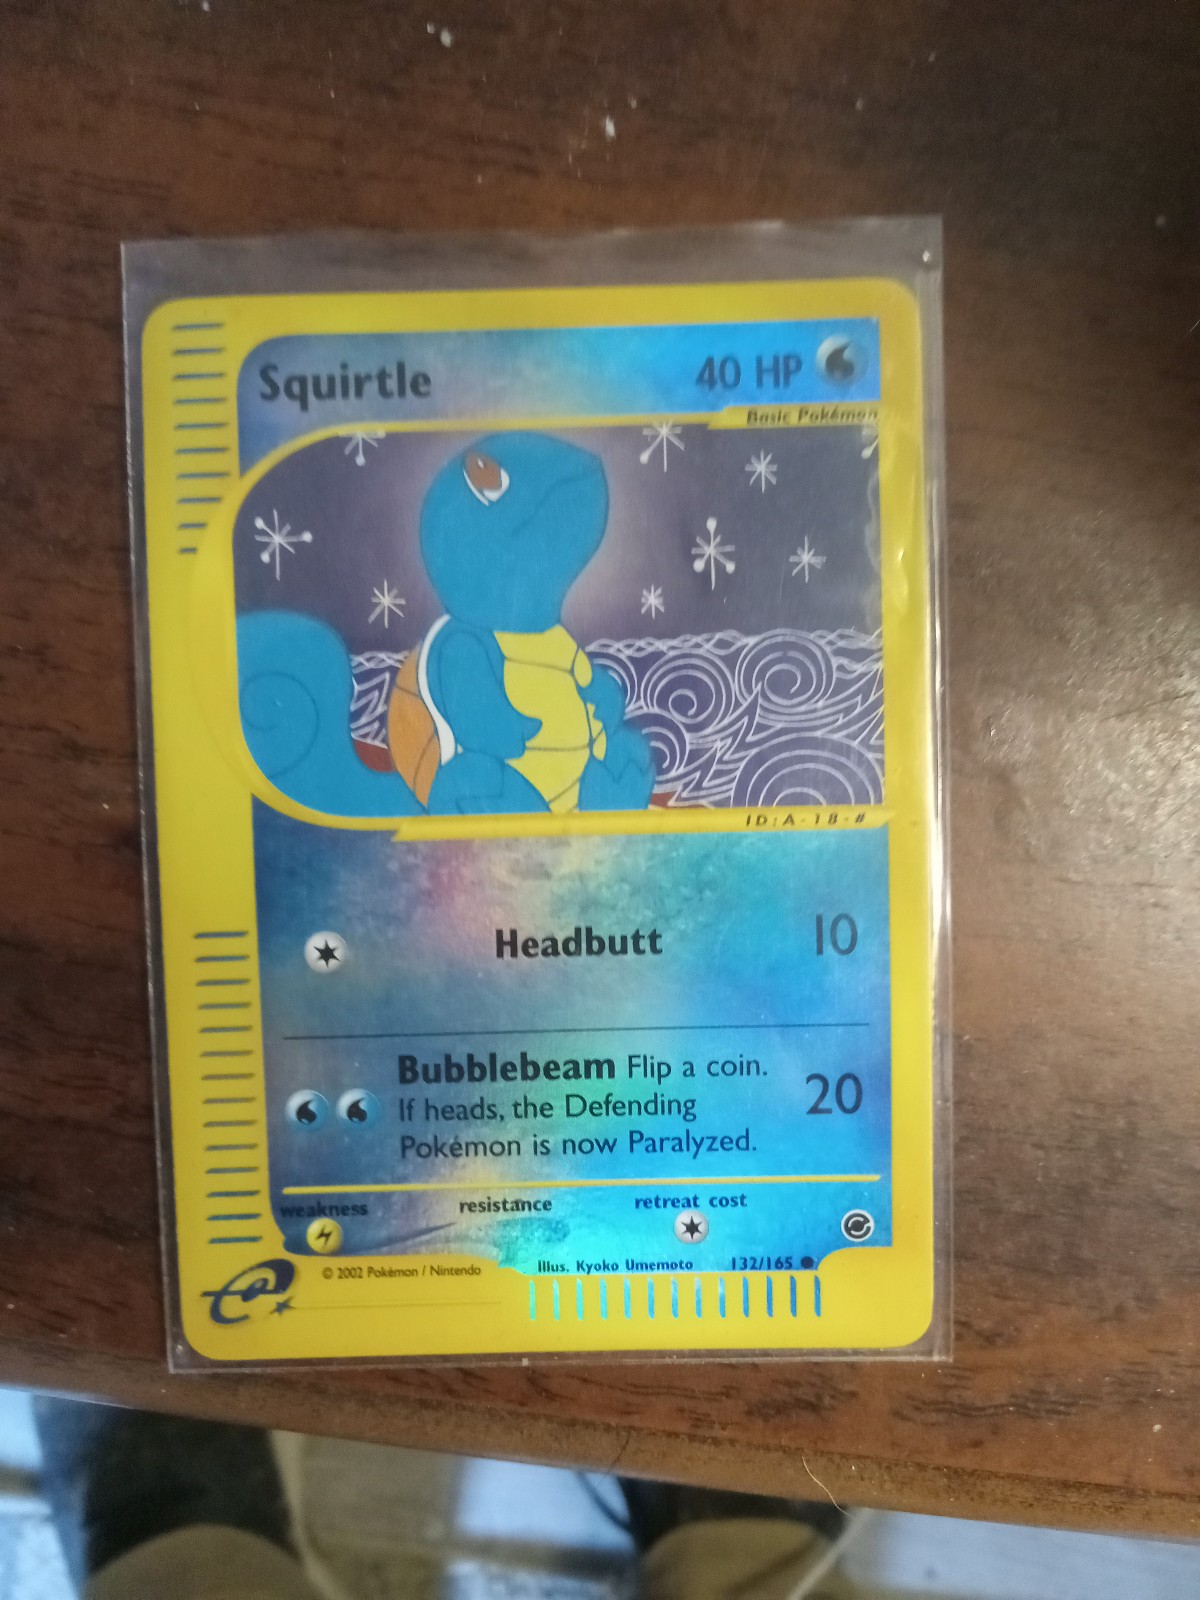 Squirtle
40 HP
Basic Pokémon
ID:A-18-#
Headbutt 10
Bubblebeam Flip a coin.
If heads, the Defending
Pokémon is now Paralyzed.
20
weakness resistance retreat cost
© 2002 Pokémon / Nintendo
Illus. Kyoko Umemoto 132/165
e